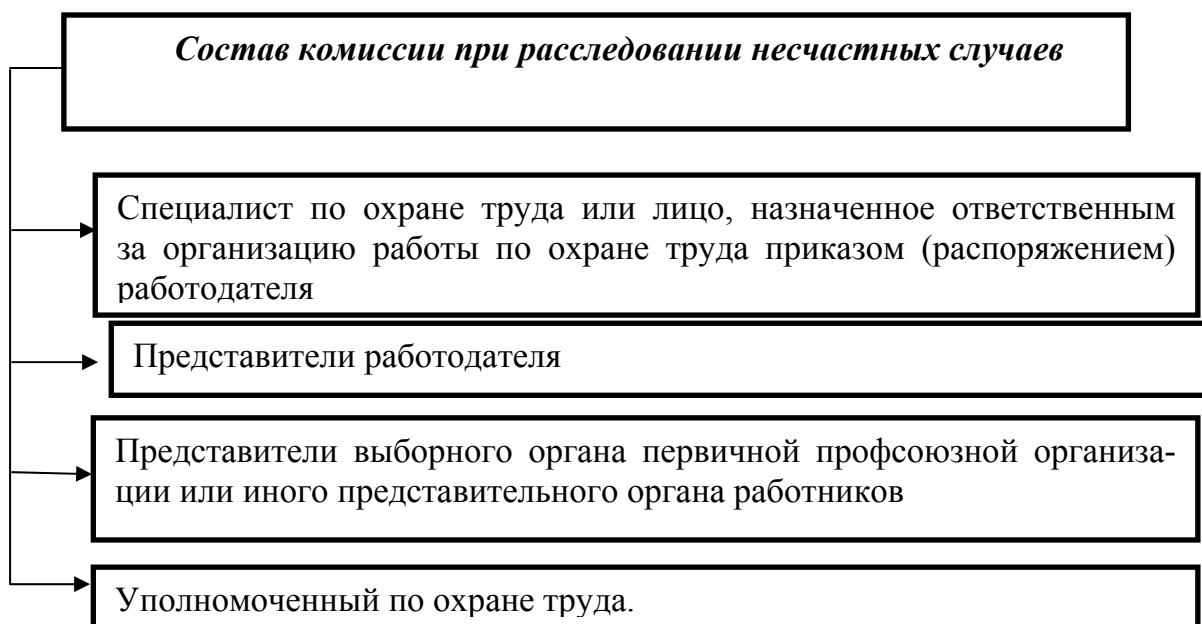 Состав комиссии при расследовании несчастных случаев
Специалист по охране труда или лицо, назначенное ответственным
за организацию работы по охране труда приказом (распоряжением)
работодателя
Представители работодателя
Представители выборного органа первичной профсоюзной организа-
ции или иного представительного органа работников
Уполномоченный по охране труда.